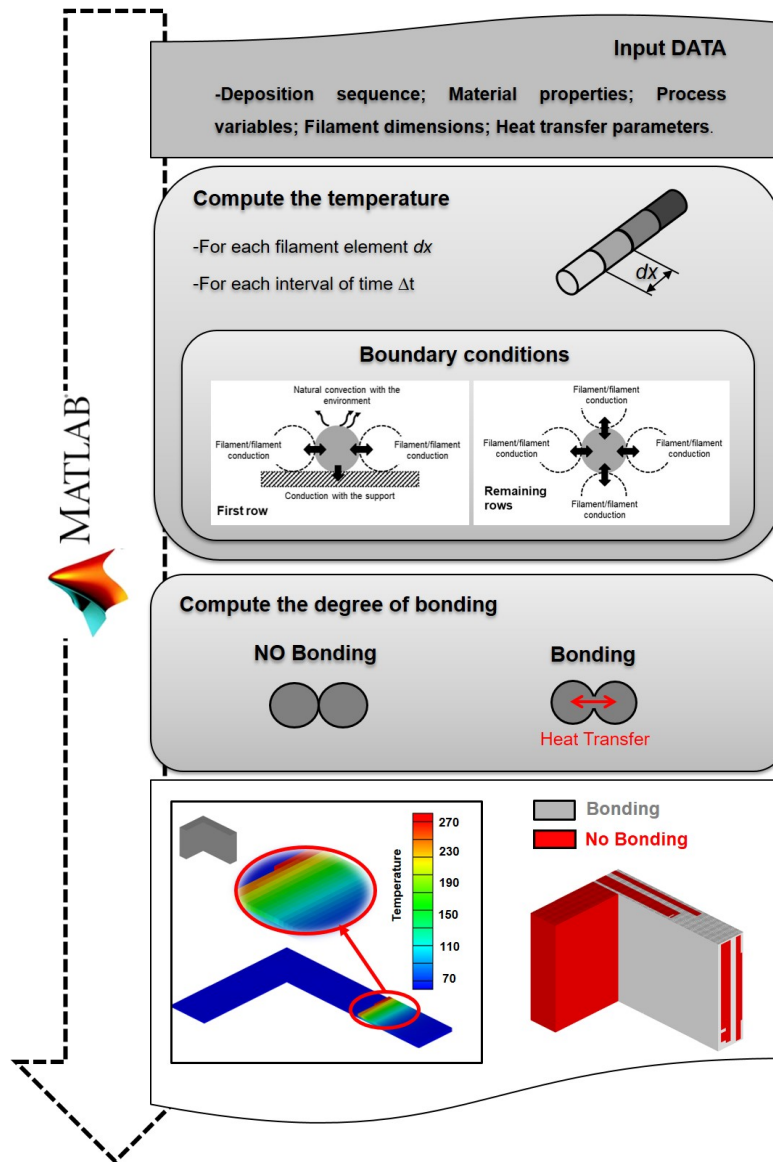 Input DATA
-Deposition sequence; Material properties; Process
variables; Filament dimensions; Heat transfer parameters.
Compute the temperature
-For each filament element dx
-For each interval of time Δt
dx
Boundary conditions
Natural convection with the
environment
Filament/filament
conduction
Filament/filament
conduction
Conduction with the support
First row
Filament/filament
conduction
Filament/filament
conduction
Filament/filament
conduction
Remaining
rows
Filament/filament
conduction
MATLAB
Compute the degree of bonding
NO Bonding
Bonding
Heat Transfer
Temperature
270
230
190
150
110
70
Bonding
No Bonding